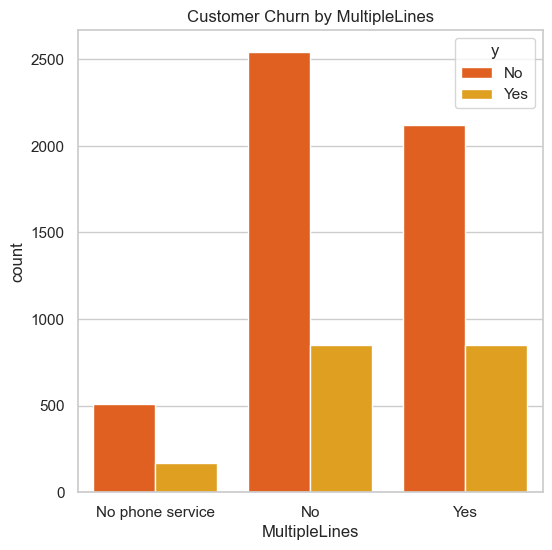 Customer Churn by MultipleLines
y
No
Yes
count
2500
2000
1500
1000
500
0
No phone service No Yes
MultipleLines